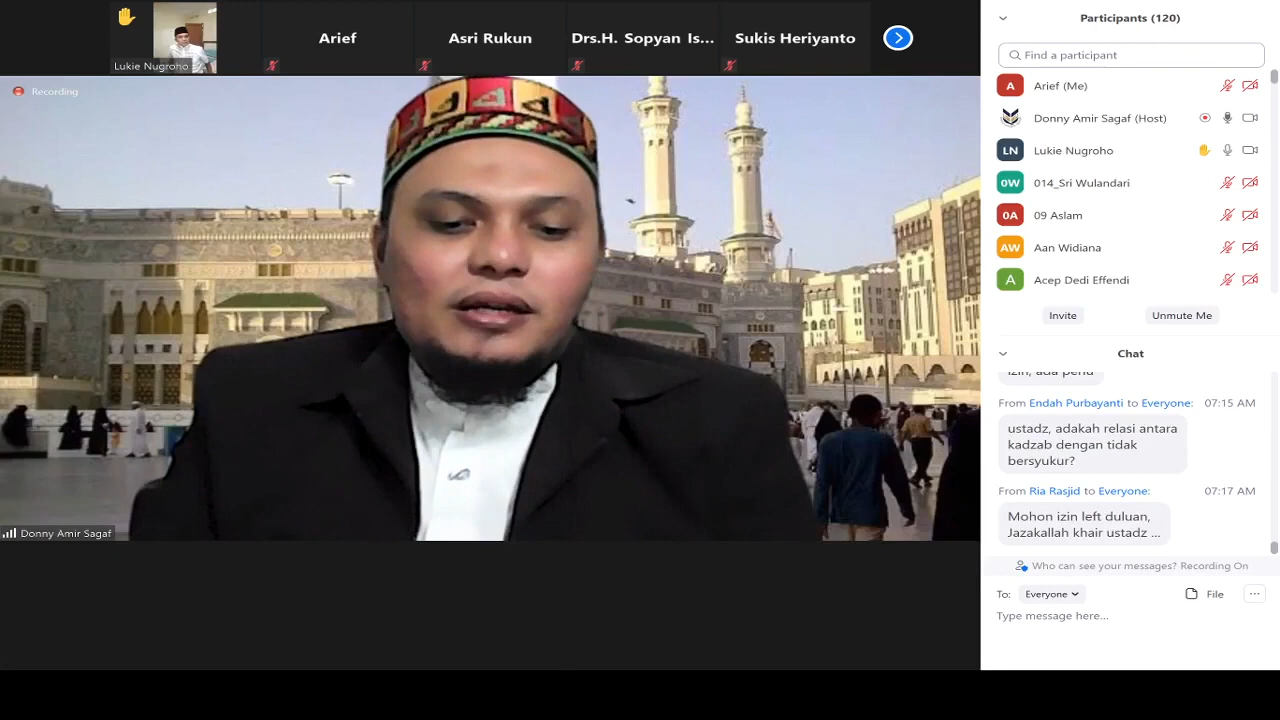 Lukie Nugroho
Arief
Asri Rukun
Drs.H. Sopyan Is...
Sukis Heriyanto
Recording
Donny Amir Sagaf
Participants (120)
Find a participant
A Arief (Me)
Donny Amir Sagaf (Host)
LN Lukie Nugroho
0W 014_Sri Wulandari
0A 09 Aslam
AW Aan Widiana
A Acep Dedi Effendi
Invite Unmute Me
Chat
From Endah Purbayanti to Everyone: 07:15 AM
ustadz, adakah relasi antara
kadzab dengan tidak
bersyukur?
From Ria Rasjid to Everyone: 07:17 AM
Mohon izin left duluan,
Jazakallah khair ustadz ...
Who can see your messages? Recording On
To: Everyone File ...
Type message here...